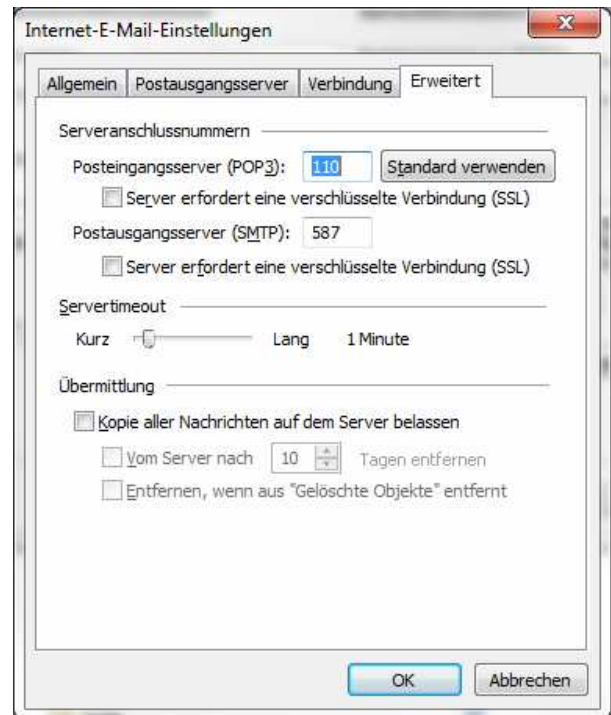 Internet-E-Mail-Einstellungen
Allgemein Postausgangsserver Verbindung Erweitert
Serveranschlussnummern
Posteingangsserver (POP3): 110 Standard verwenden
Server erfordert eine verschlüsselte Verbindung (SSL)
Postausgangsserver (SMTP): 587
Server erfordert eine verschlüsselte Verbindung (SSL)
Servertimeout
Kurz Lang 1 Minute
Übermittlung
Kopie aller Nachrichten auf dem Server belassen
Vom Server nach 10 Tagen entfernen
Entfernen, wenn aus "Gelöschte Objekte" entfernt
OK Abbrechen